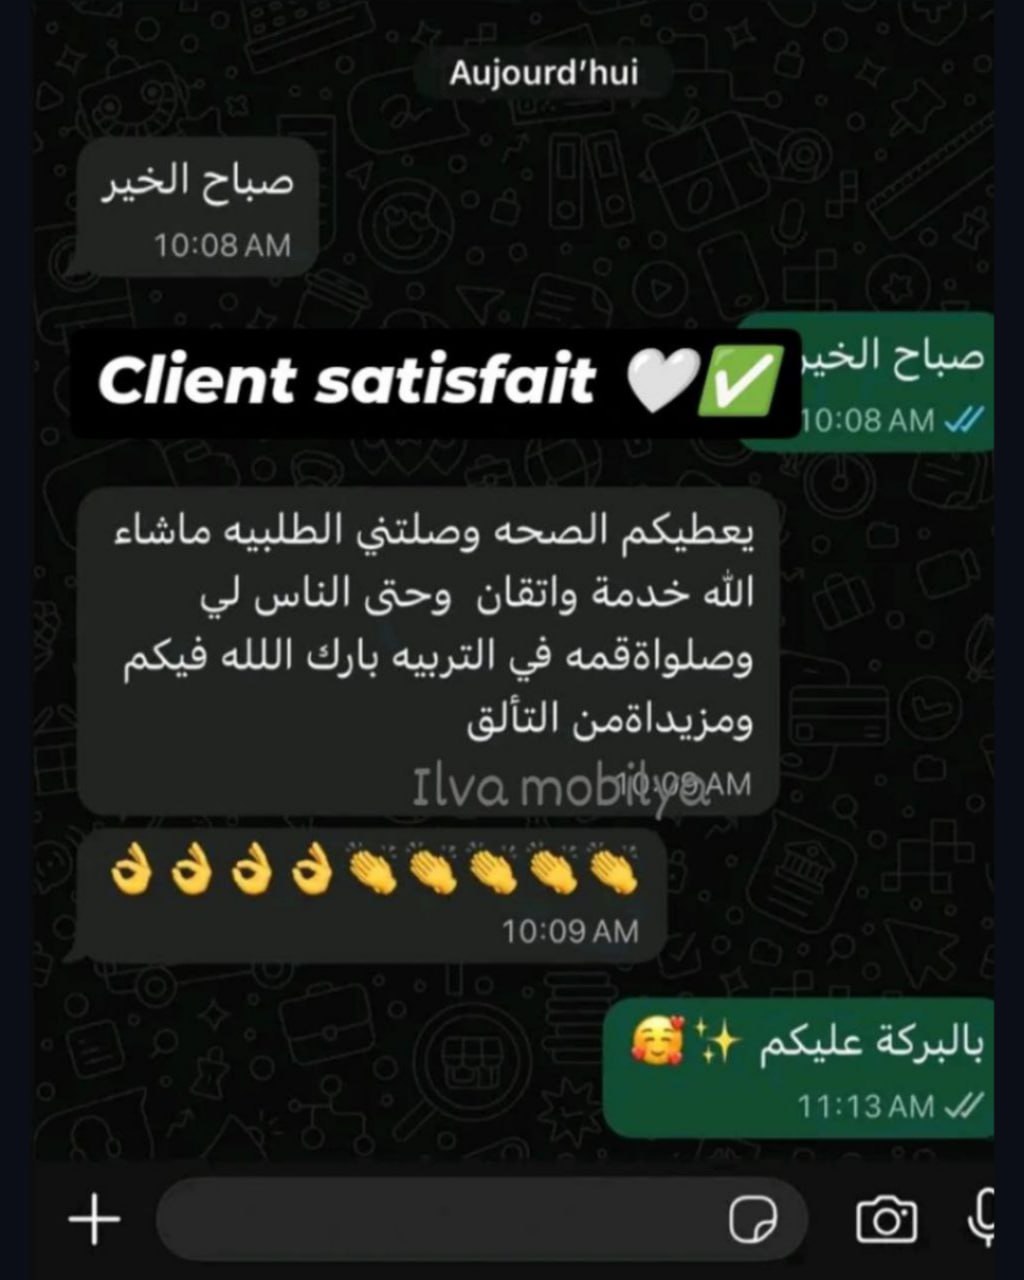 Aujourd’hui
صباح الخير
10:08 AM
صباح الخير
10:08 AM
Client satisfait 🤍✅
يعطيكم الصحه وصلتني الطلبيه ماشاء
الله خدمة واتقان وحتى الناس لي
وصلواةقمه في التربيه بارك اللله فيكم
ومزيداةمن التألق
10:09 AM
Ilva mobilya
👌👌👌👌👏👏👏👏👏
10:09 AM
بالبركة عليكم ✨🥰
11:13 AM